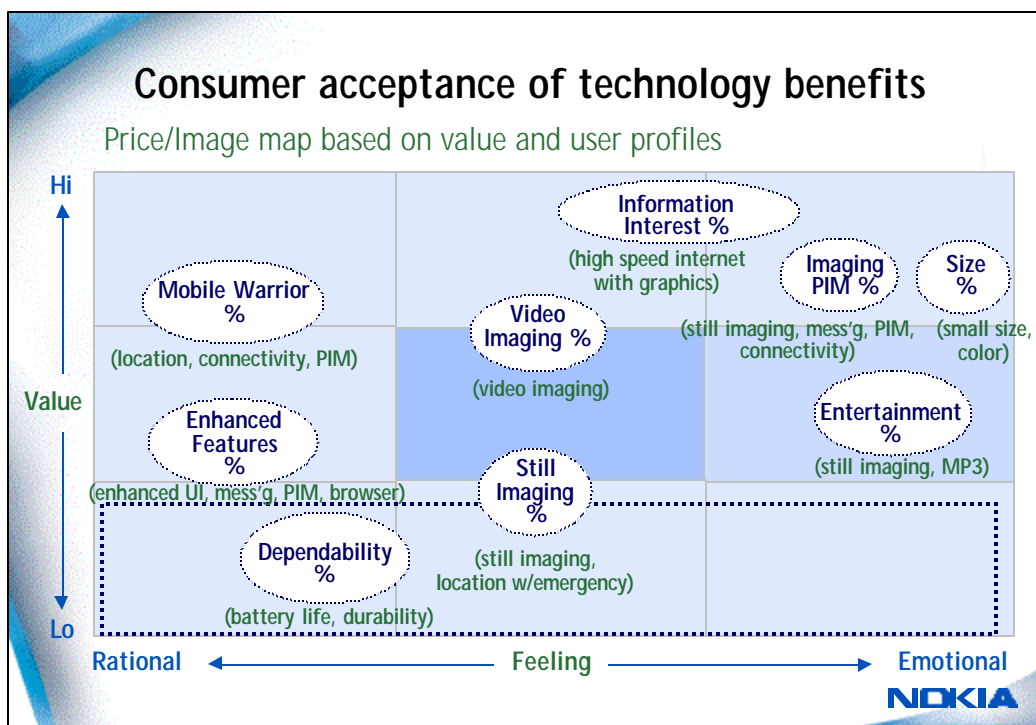 Consumer acceptance of technology benefits
Price/Image map based on value and user profiles
Hi
Value
Lo
Information
Interest %
(high speed internet
with graphics)
Imaging
PIM %
(still imaging, mess'g, PIM,
connectivity)
Size
%
(small size,
color)
Mobile Warrior
%
(location, connectivity, PIM)
Video
Imaging %
(video imaging)
Enhanced
Features
%
(enhanced UI, mess'g, PIM, browser)
Entertainment
%
(still imaging, MP3)
Still
Imaging
%
(still imaging,
location w/emergency)
Dependability
%
(battery life, durability)
Rational
Feeling
Emotional
NOKIA